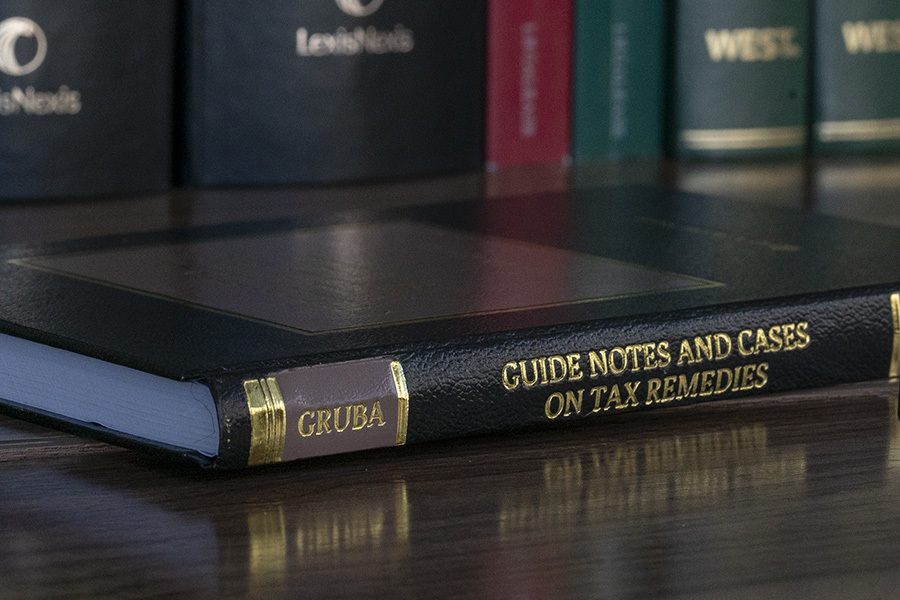 LexisNexis
LexisNexis
WEST.
WEST
GRUBA
GUIDE NOTES AND CASES
ON TAX REMEDIES